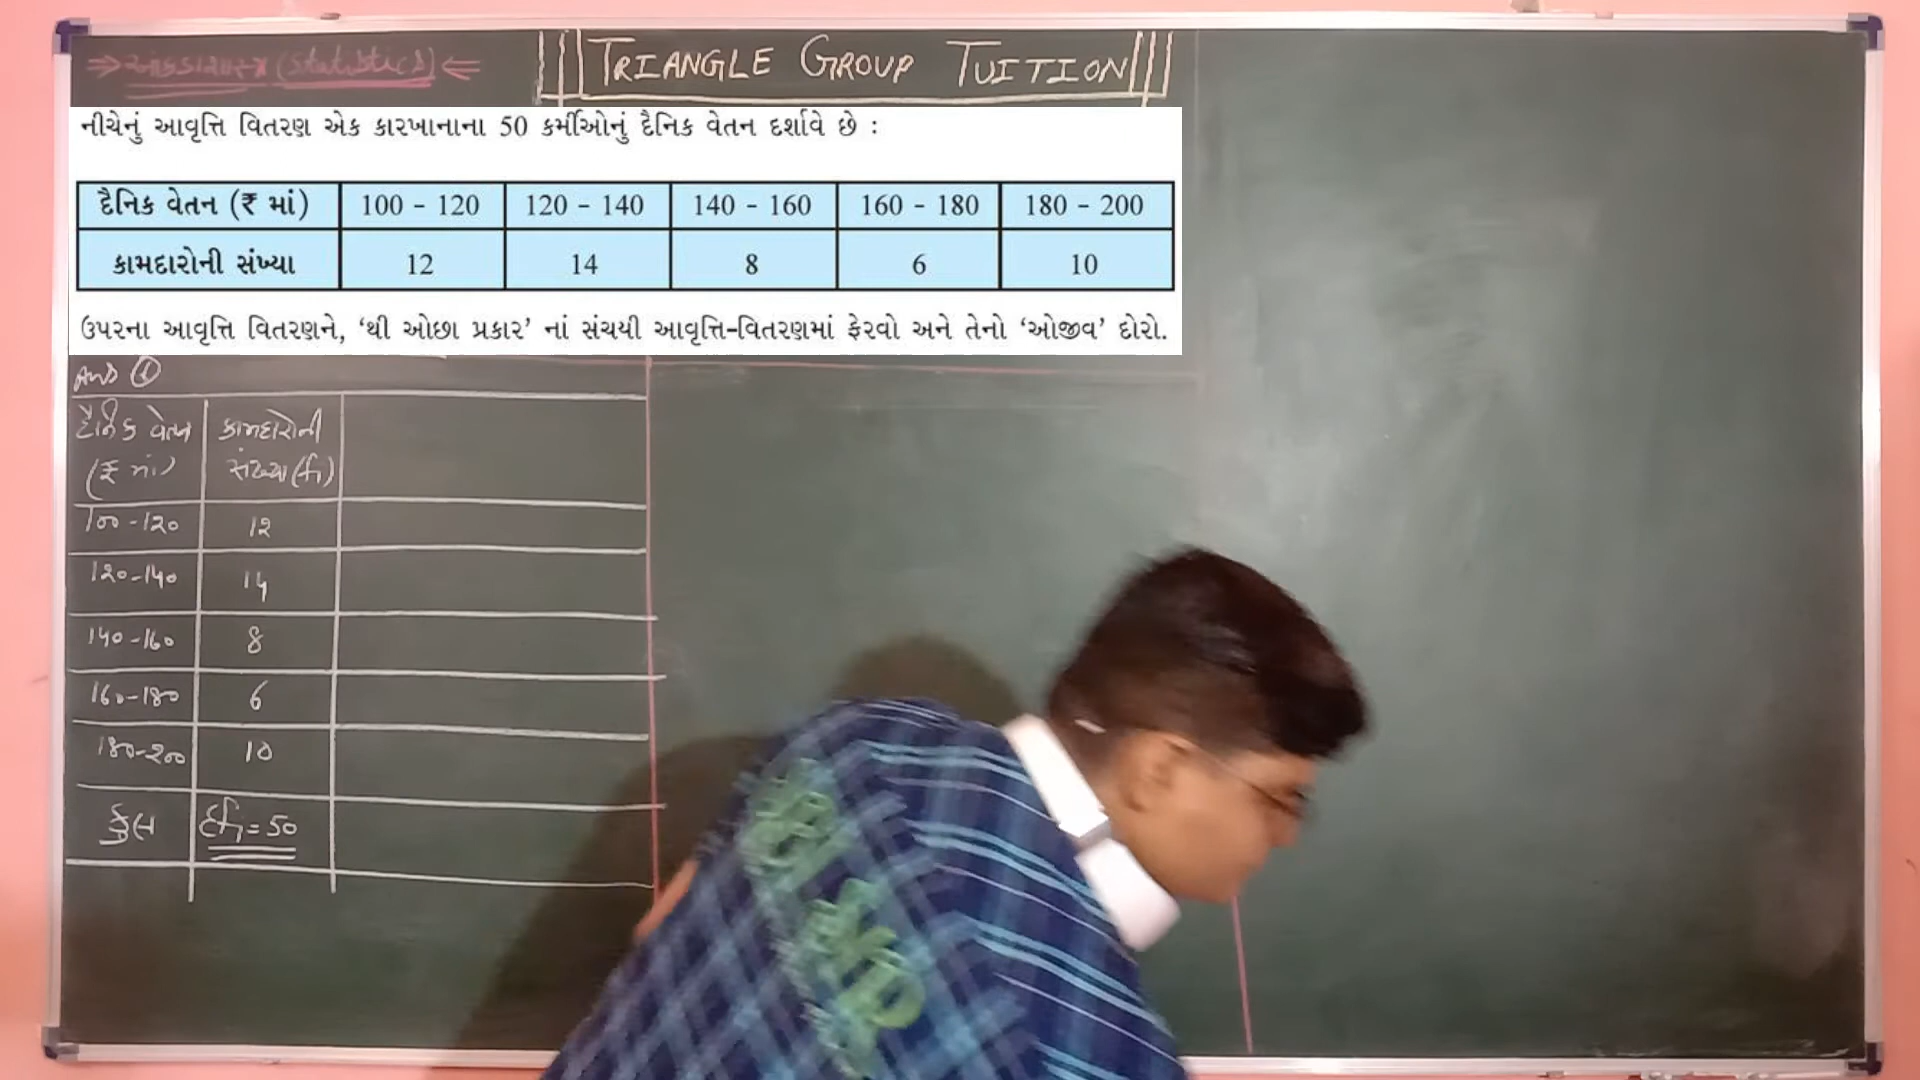 ⇒ આંકડાશાસ્ત્ર (Statistics) ⇐
TRIANGLE GROUP TUITION
નીચેનું આવૃત્તિ વિતરણ એક કારખાનાના 50 કર્મીઓનું દૈનિક વેતન દર્શાવે છે :
દૈનિક વેતન (₹ માં) 100 - 120 120 - 140 140 - 160 160 - 180 180 - 200
કામદારોની સંખ્યા 12 14 8 6 10
ઉપરના આવૃત્તિ વિતરણને, ‘થી ઓછા પ્રકાર’ નાં સંચયી આવૃત્તિ-વિતરણમાં ફેરવો અને તેનો ‘ઓજીવ’ દોરો.
Ans ①
દૈનિક વેતન કામદારોની
(₹ માં) સંખ્યા (fi)
100-120 12
120-140 14
140-160 8
160-180 6
180-200 10
કુલ Σfi = 50